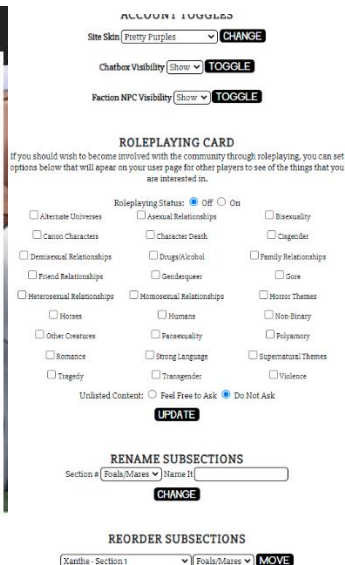 ACCOUNT TOGGLES
Site Skin Pretty Purples CHANGE
Chatbox Visibility Show TOGGLE
Faction NPC Visibility Show TOGGLE
ROLEPLAYING CARD
If you should wish to become involved with the community through roleplaying, you can set
options below that will apear on your user page for other players to see of the things that you
are interested in.
Roleplaying Status: Off On
Alternate Universes Asexual Relationships Bisexuality
Canon Characters Character Death Cisgender
Demisexual Relationships Drugs/Alcohol Family Relationships
Friend Relationships Genderqueer Gore
Heterosexual Relationships Homosexual Relationships Horror Themes
Horses Humans Non-Binary
Other Creatures Pansexuality Polyamory
Romance Strong Language Supernatural Themes
Tragedy Transgender Violence
Unlisted Content: Feel Free to Ask Do Not Ask
UPDATE
RENAME SUBSECTIONS
Section # Foals/Mares Name It
CHANGE
REORDER SUBSECTIONS
Xanthe - Section 1 Foals/Mares MOVE